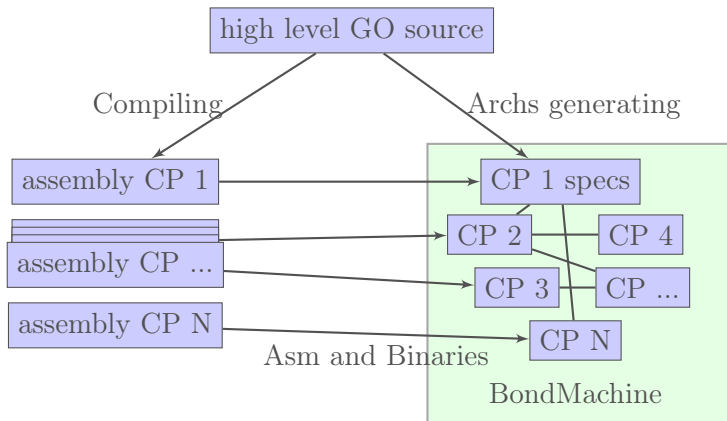 high level GO source
Compiling
Archs generating
assembly CP 1
CP 1 specs
CP 2
CP 4
assembly CP ...
CP 3
CP ...
assembly CP N
CP N
Asm and Binaries
BondMachine